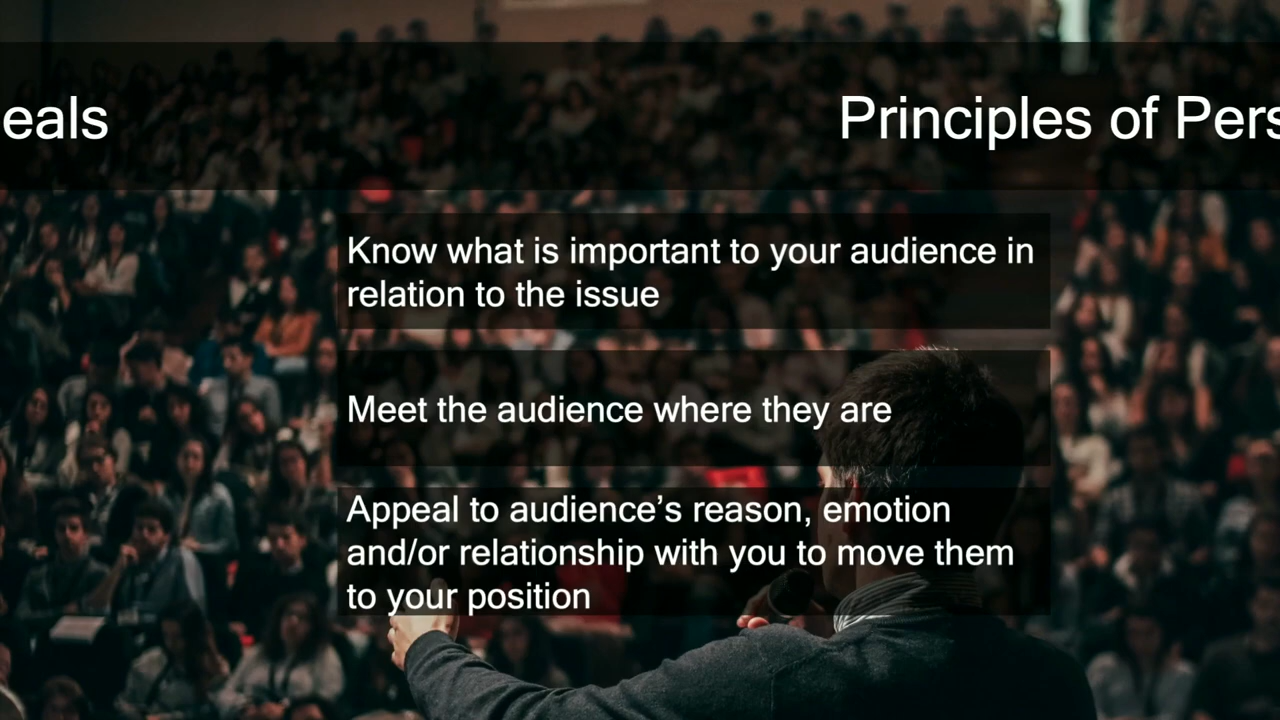 eals
Principles of Pers
Know what is important to your audience in
relation to the issue
Meet the audience where they are
Appeal to audience’s reason, emotion
and/or relationship with you to move them
to your position